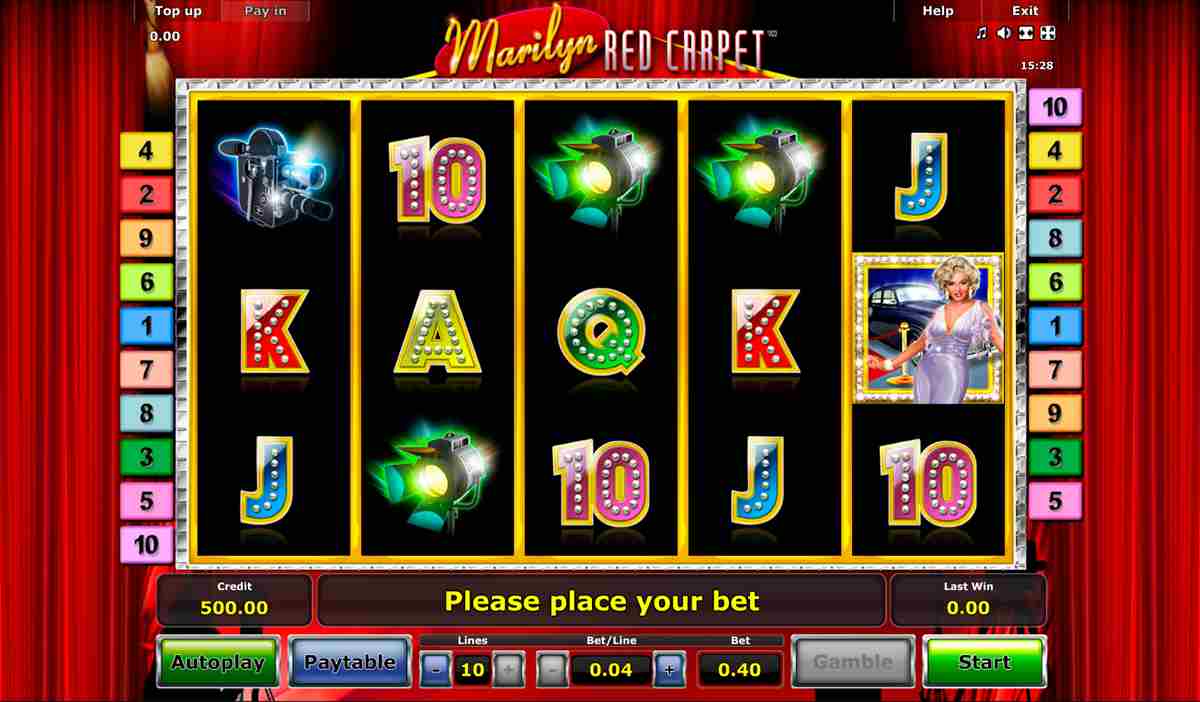 Top up Pay in
Help Exit
0.00
Marilyn RED CARPET™
15:28
10
4 10 J 4
2 2
9 8
6 6
1 K A Q K 1
7 7
8 9
3 3
5 J 10 J 10 5
10
Credit
500.00
Please place your bet
Last Win
0.00
Autoplay
Paytable
Lines
- 10 +
Bet/Line
- 0.04 +
Bet
0.40
Gamble
Start